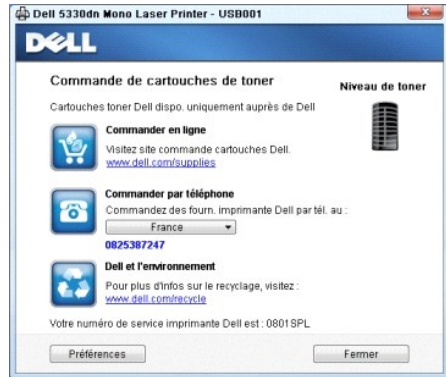 Dell 5330dn Mono Laser Printer - USB001
DELL
Commande de cartouches de toner
Niveau de toner
Cartouches toner Dell dispo. uniquement auprès de Dell
Commander en ligne
Visitez site commande cartouches Dell.
www.dell.com/supplies
Commander par téléphone
Commandez des fourn. imprimante Dell par tél. au :
France
0825387247
Dell et l'environnement
Pour plus d'infos sur le recyclage, visitez :
www.dell.com/recycle
Votre numéro de service imprimante Dell est : 0801SPL
Préférences
Fermer